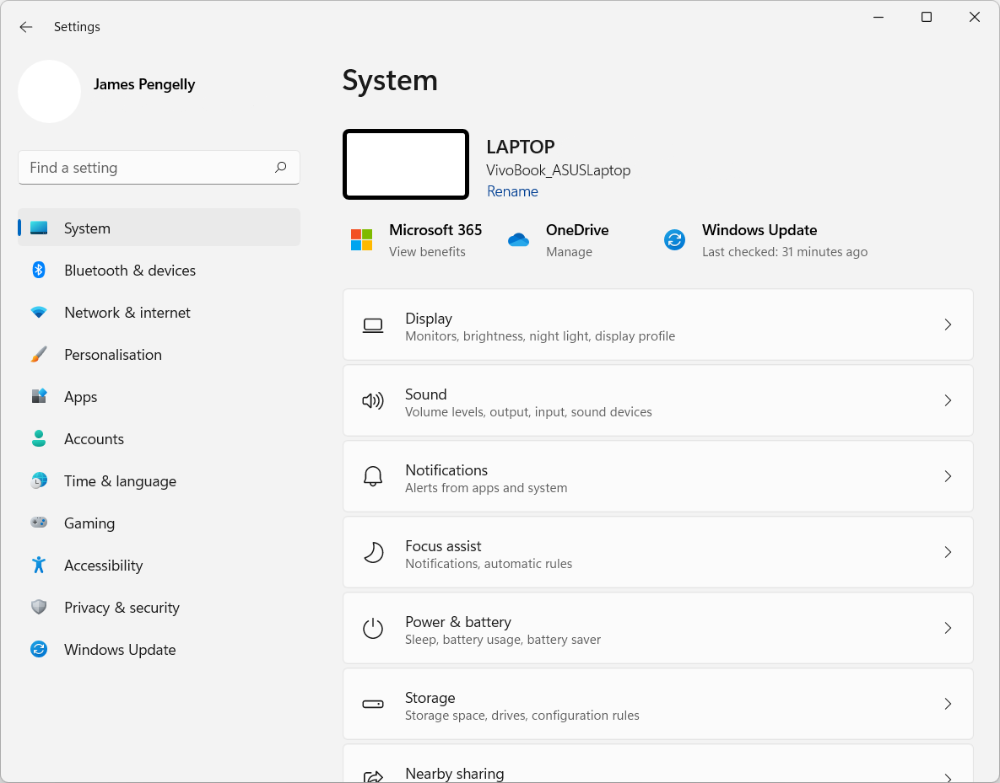 Settings
James Pengelly
Find a setting
System
Bluetooth & devices
Network & internet
Personalisation
Apps
Accounts
Time & language
Gaming
Accessibility
Privacy & security
Windows Update
System
LAPTOP
VivoBook_ASUSLaptop
Rename
Microsoft 365
View benefits
OneDrive
Manage
Windows Update
Last checked: 31 minutes ago
Display
Monitors, brightness, night light, display profile
Sound
Volume levels, output, input, sound devices
Notifications
Alerts from apps and system
Focus assist
Notifications, automatic rules
Power & battery
Sleep, battery usage, battery saver
Storage
Storage space, drives, configuration rules
Nearby sharing